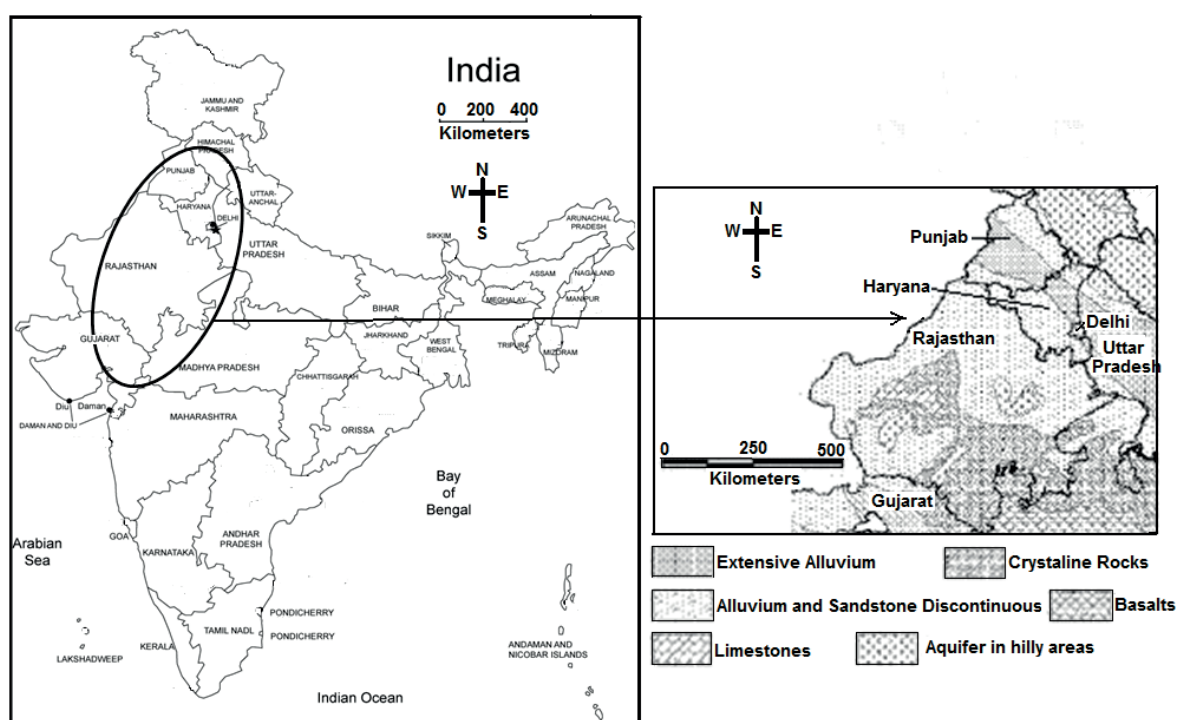 India
0 200 400
Kilometers
N
W E
S
JAMMU AND
KASHMIR
HIMACHAL
PRADESH
PUNJAB
UTTAR-
ANCHAL
HARYANA
DELHI
UTTAR
PRADESH
RAJASTHAN
SIKKIM
ARUNACHAL
PRADESH
ASSAM
NAGALAND
MEGHALAY
MANIPUR
BIHAR
TRIPURA
MIZORAM
GUJARAT
JHARKHAND
WEST
BENGAL
MADHYA PRADESH
CHHATTISGARAH
Diu
Daman
DAMAN AND DIU
MAHARASHTRA
ORISSA
Bay
of
Bengal
Arabian
Sea
GOA
KARNATAKA
ANDHAR
PRADESH
PONDICHERRY
TAMIL NADL
PONDICHERRY
KERALA
LAKSHADWEEP
ANDAMAN AND
NICOBAR ISLANDS
Indian Ocean
N
W E
S
Punjab
Haryana
Delhi
Rajasthan
Uttar
Pradesh
0 250 500
Kilometers
Gujarat
Extensive Alluvium
Crystaline Rocks
Alluvium and Sandstone Discontinuous
Basalts
Limestones
Aquifer in hilly areas